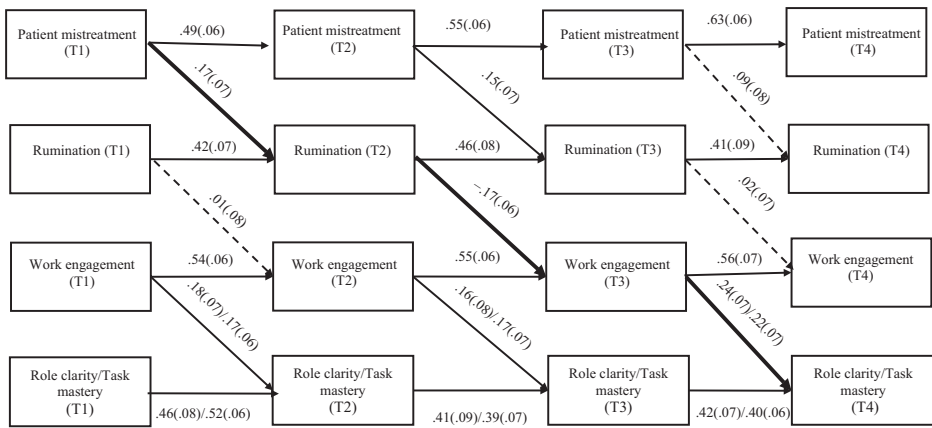 Patient mistreatment
(T1)
.49(.06)
Patient mistreatment
(T2)
.55(.06)
Patient mistreatment
(T3)
.63(.06)
Patient mistreatment
(T4)
.17(.07)
.15(.07)
.09(.08)
Rumination (T1)
.42(.07)
Rumination (T2)
.46(.08)
Rumination (T3)
.41(.09)
Rumination (T4)
.01(.08)
–.17(.06)
.02(.07)
Work engagement
(T1)
.54(.06)
Work engagement
(T2)
.55(.06)
Work engagement
(T3)
.56(.07)
Work engagement
(T4)
.18(.07)/.17(.06)
.16(.08)/.17(.07)
.24(.07)/.22(.07)
Role clarity/Task
mastery
(T1)
.46(.08)/.52(.06)
Role clarity/Task
mastery
(T2)
.41(.09)/.39(.07)
Role clarity/Task
mastery
(T3)
.42(.07)/.40(.06)
Role clarity/Task
mastery
(T4)